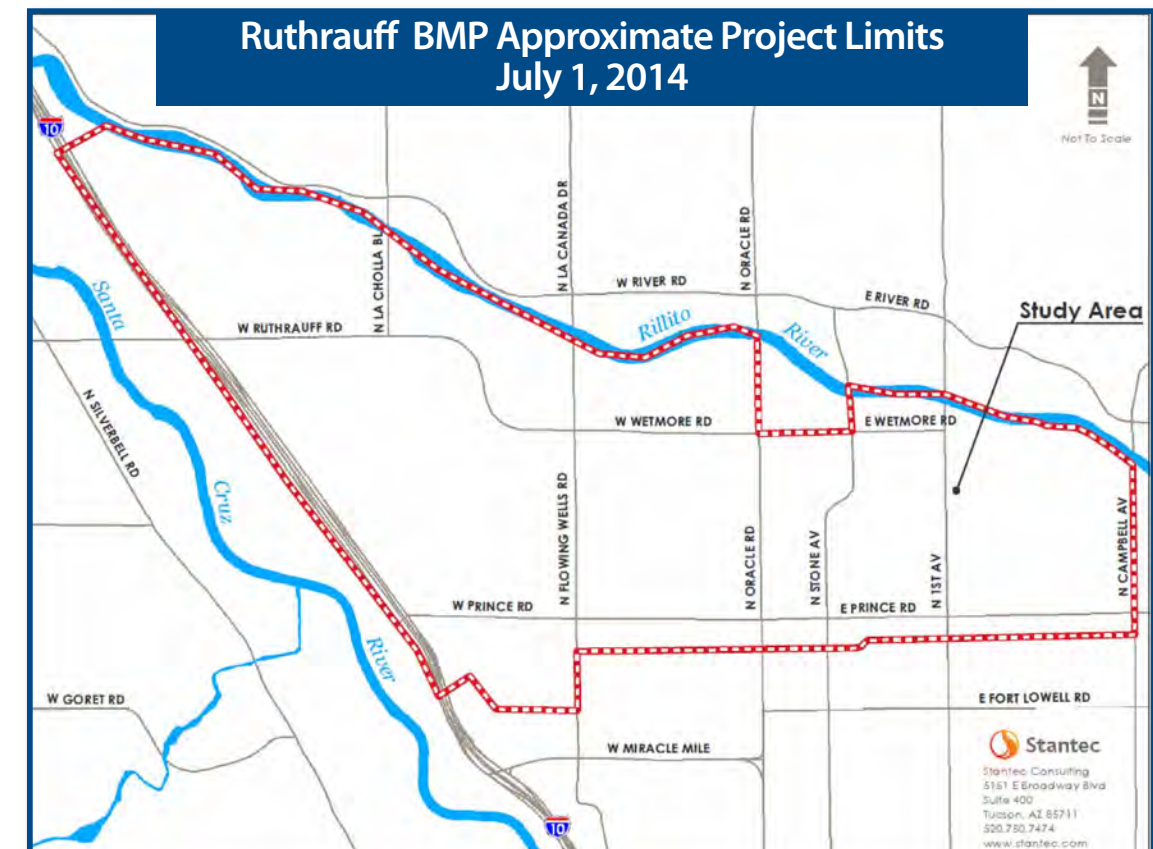 Ruthrauff BMP Approximate Project Limits
July 1, 2014
N
Not To Scale
10
N LA CHOLLA BL
N LA CANADA DR
N ORACLE RD
W RIVER RD
E RIVER RD
Study Area
Santa
W RUTHRAUFF RD
Rillito
River
N SILVERBELL RD
W WETMORE RD
E WETMORE RD
Cruz
N FLOWING WELLS RD
N ORACLE RD
N STONE AV
N 1ST AV
N CAMPBELL AV
W PRINCE RD
E PRINCE RD
River
W GORET RD
E FORT LOWELL RD
W MIRACLE MILE
10
Stantec
Stantec Consulting
5151 E Broadway Blvd
Suite 400
Tucson, AZ 85711
520.750.7474
www.stantec.com